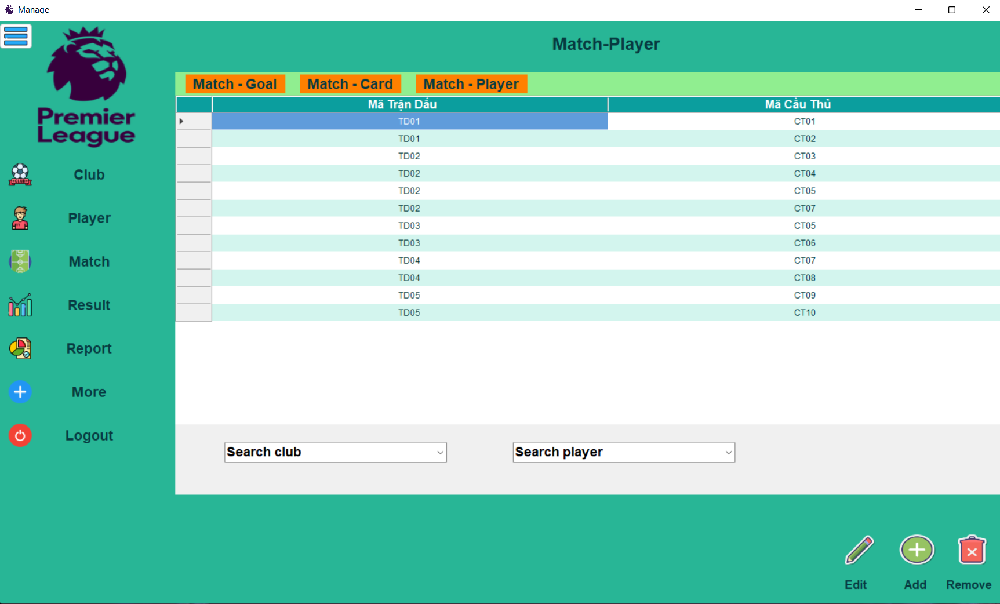 Manage
Premier
League
Match-Player
Match - Goal Match - Card Match - Player
Mã Trận Dấu Mã Cầu Thủ
TD01 CT01
TD01 CT02
TD02 CT03
TD02 CT04
TD02 CT05
TD02 CT07
TD03 CT05
TD03 CT06
TD04 CT07
TD04 CT08
TD05 CT09
TD05 CT10
CLUB
Club
Player
Match
Result
Report
More
Logout
Search club Search player
Edit Add Remove